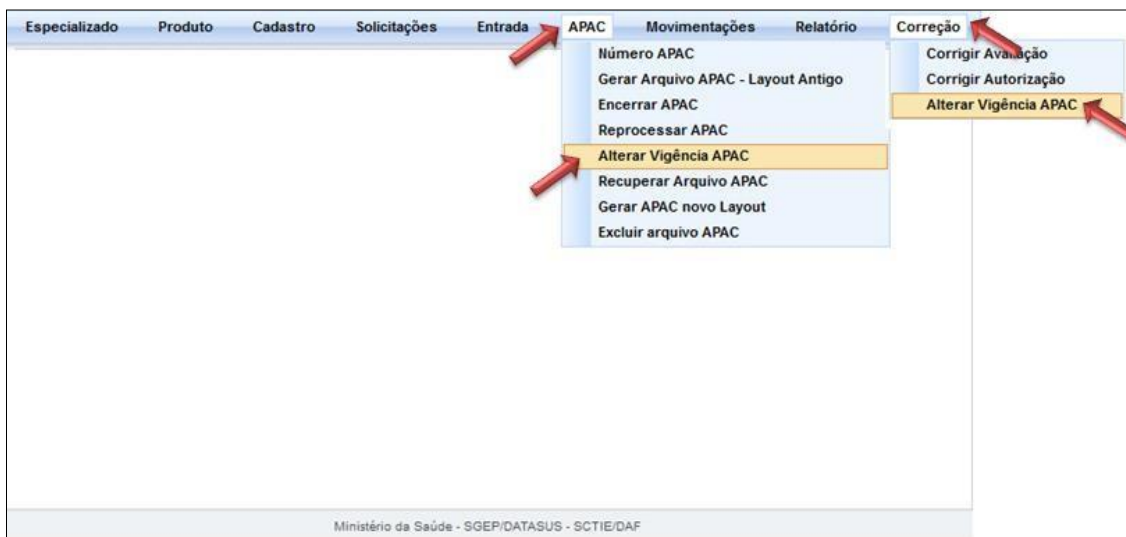 Especializado Produto Cadastro Solicitações Entrada APAC Movimentações Relatório Correção
Número APAC
Gerar Arquivo APAC - Layout Antigo
Encerrar APAC
Reprocessar APAC
Alterar Vigência APAC
Recuperar Arquivo APAC
Gerar APAC novo Layout
Excluir arquivo APAC
Corrigir Avaliação
Corrigir Autorização
Alterar Vigência APAC
Ministério da Saúde - SGEP/DATASUS - SCTIE/DAF